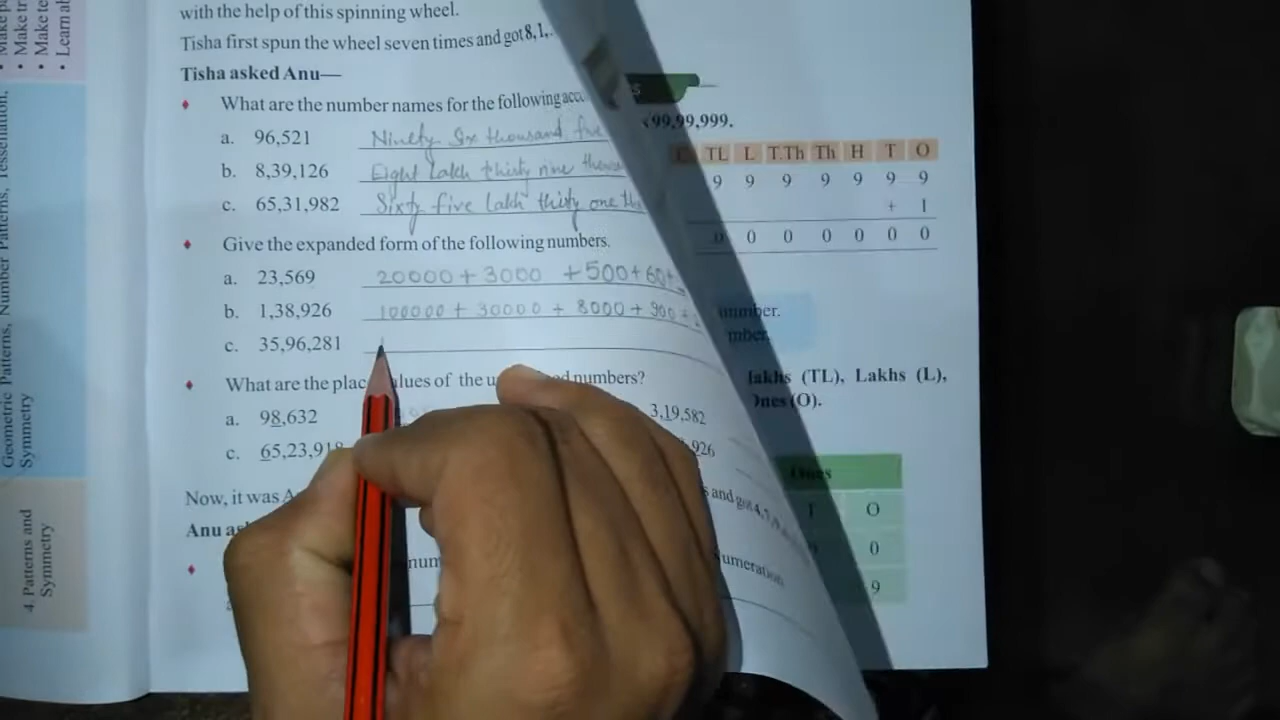 with the help of this spinning wheel.
Tisha first spun the wheel seven times and got 8, 1,
Tisha asked Anu—
What are the number names for the following
a. 96,521 Ninety Six thousand five
b. 8,39,126 Eight Lakh thirty nine
c. 65,31,982 Sixty five lakh thirty one
Give the expanded form of the following numbers.
a. 23,569 20000 + 3000 + 500 + 60 +
b. 1,38,926 100000 + 30000 + 8000 + 900 +
c. 35,96,281
What are the values of the numbers?
a. 98,632 3,19,582
c. 65,23,918 926
Now, it was and got 4,
Anu
99,99,999.
TL L T.Th Th H T O
9 9 9 9 9 9 9
+ 1
0 0 0 0 0 0 0
number.
lakhs (TL), Lakhs (L),
Ones (O).
Ones
T O
0
9
Geometric Patterns, Number Patterns, Tessellation,
Symmetry
4. Patterns and
Symmetry
• Make
• Make
• Make
• Learn